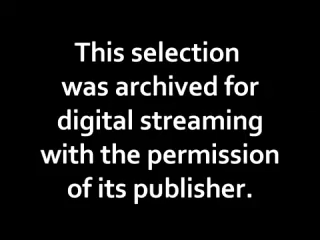 This selection
was archived for
digital streaming
with the permission
of its publisher.